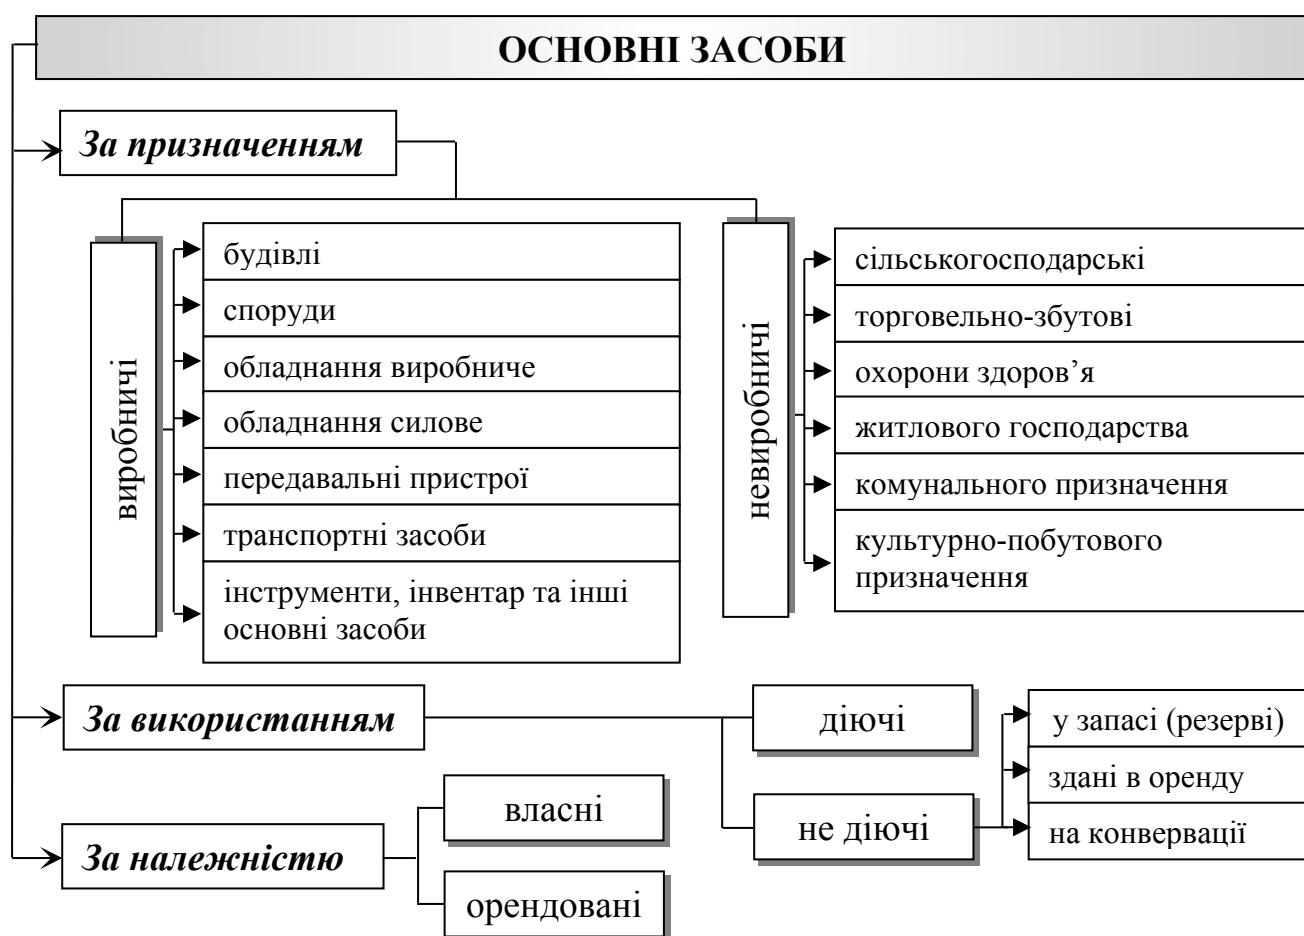 ОСНОВНІ ЗАСОБИ
За призначенням
виробничі
будівлі
споруди
обладнання виробниче
обладнання силове
передавальні пристрої
транспортні засоби
інструменти, інвентар та інші
основні засоби
невиробничі
сільськогосподарські
торговельно-збутові
охорони здоров’я
житлового господарства
комунального призначення
культурно-побутового
призначення
За використанням
діючі
не діючі
у запасі (резерві)
здані в оренду
на конвервації
За належністю
власні
орендовані